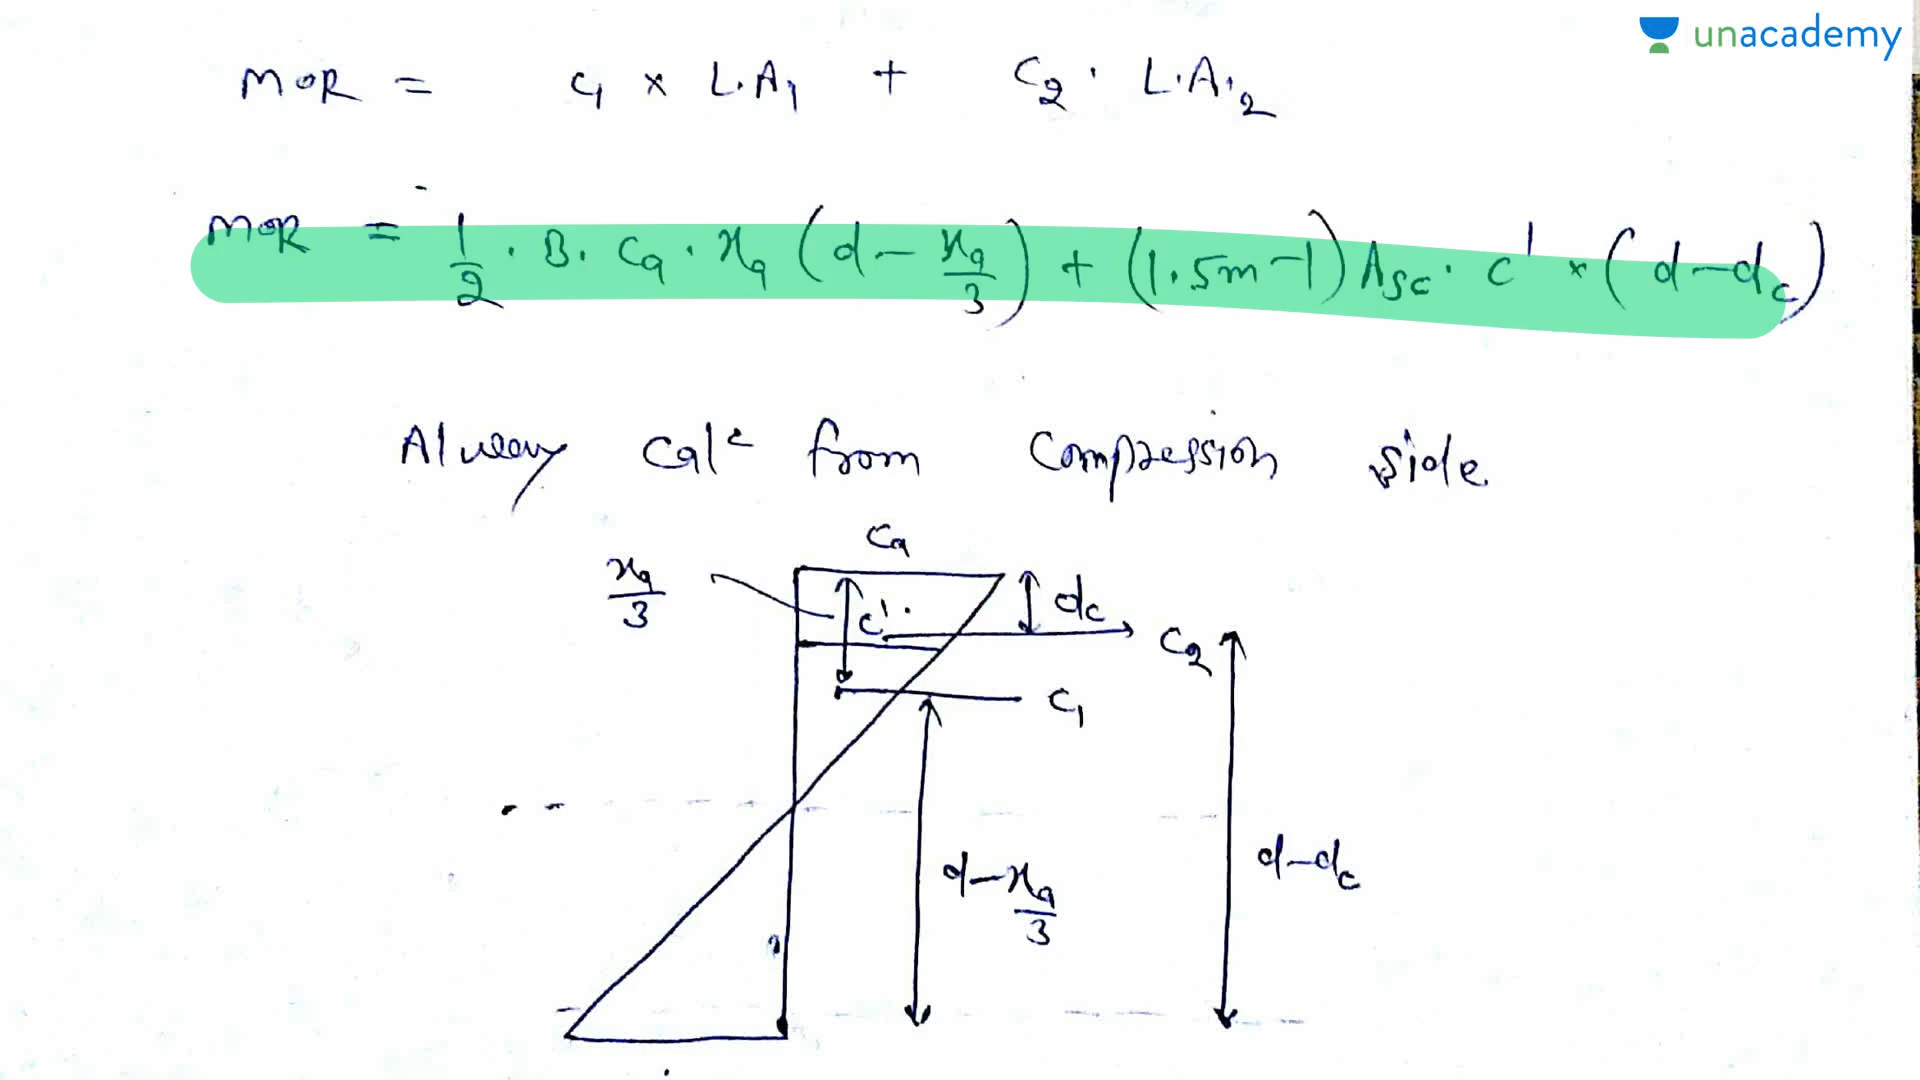 unacademy
MOR = C₁ × L.A₁ + C₂ · L.A.₂
MOR = 1/2 · B. Ca · xa (d - xa/3) + (1.5m-1) Asc · c' × (d-dc)
Always calc from compression side
Ca
xa/3
c'
dc
C₂
C₁
d-xa/3
d-dc